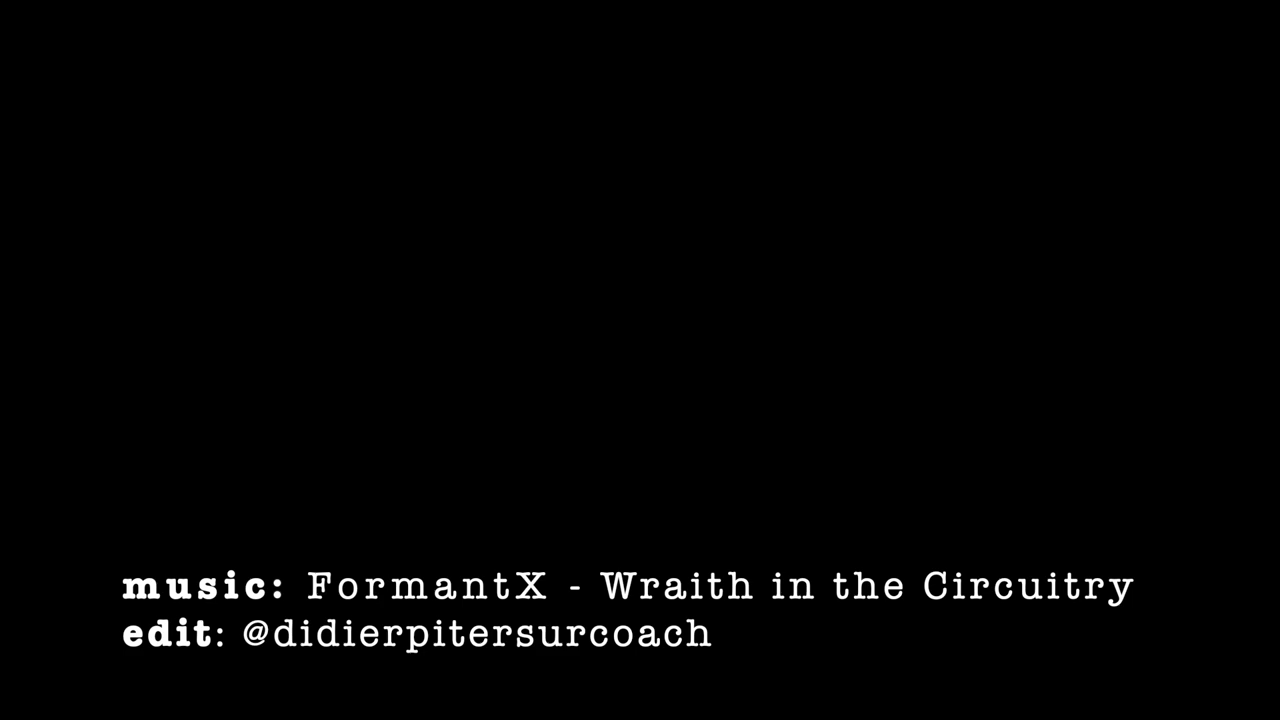 music: FormantX - Wraith in the Circuitry
edit: @didierpitersurcoach